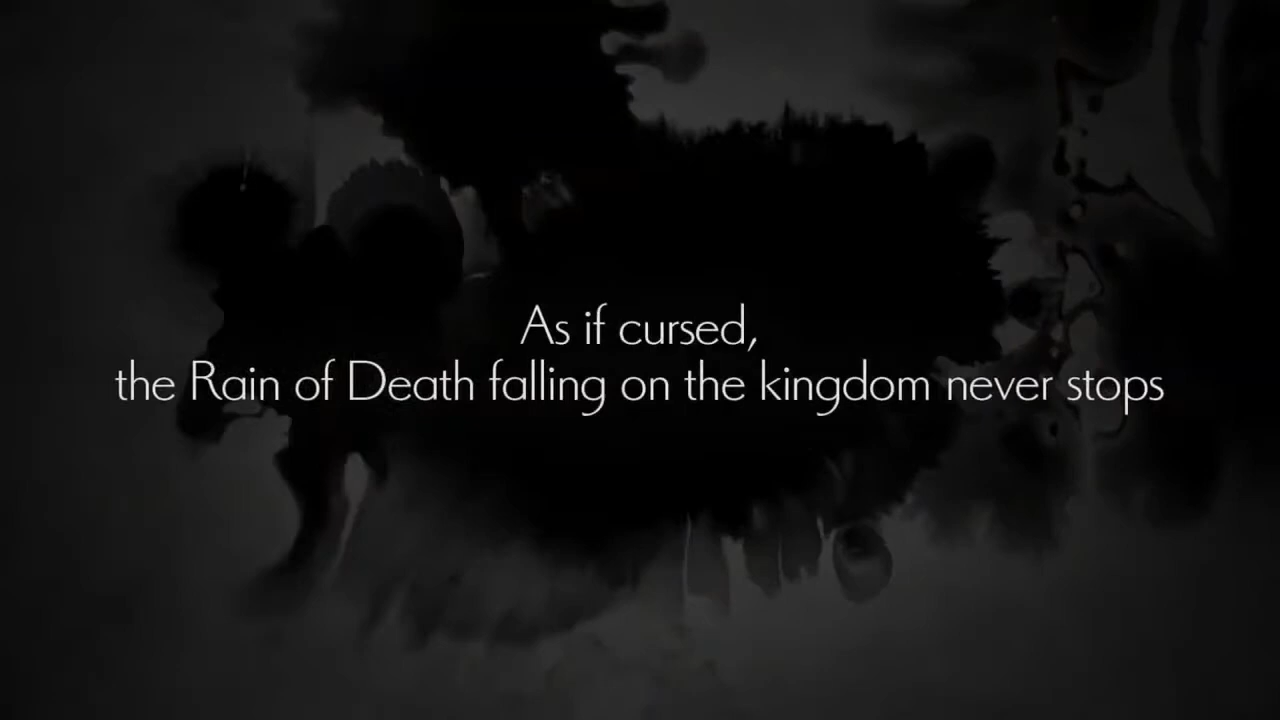 As if cursed,
the Rain of Death falling on the kingdom never stops